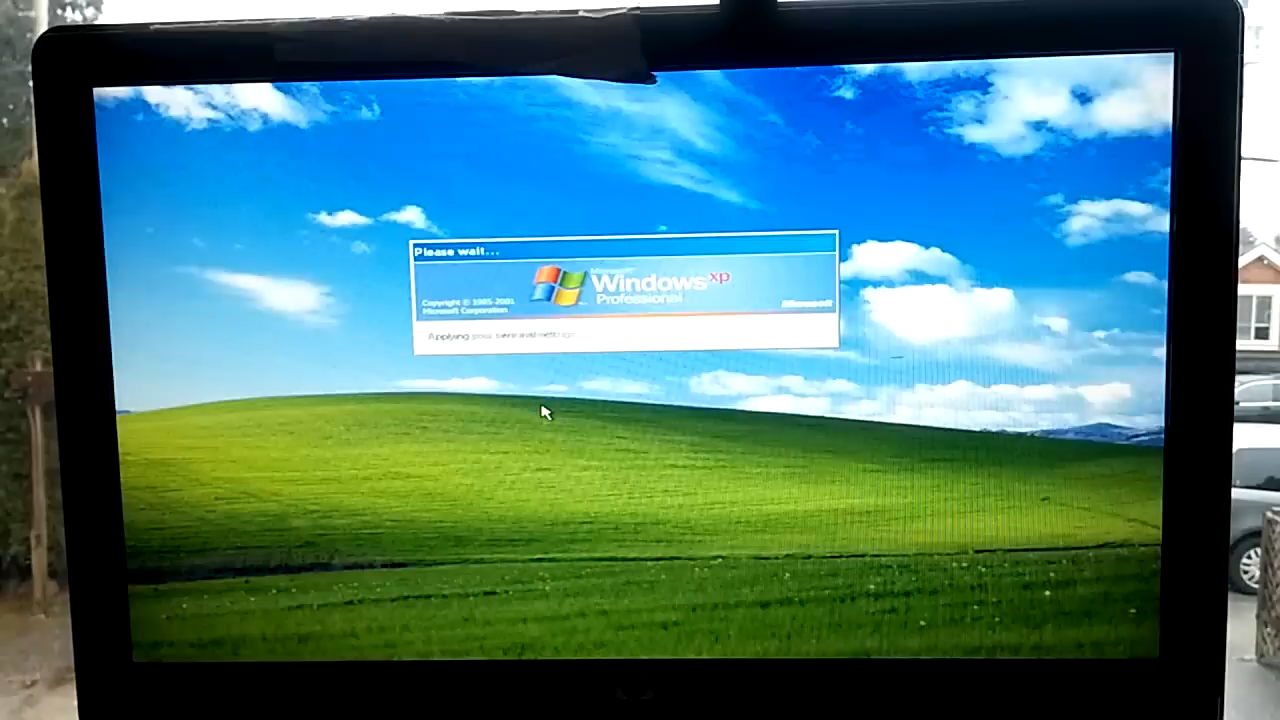 Please wait...
Microsoft
Windows xp
Professional
Copyright © 1985-2001
Microsoft Corporation
Microsoft
Applying your personal settings...